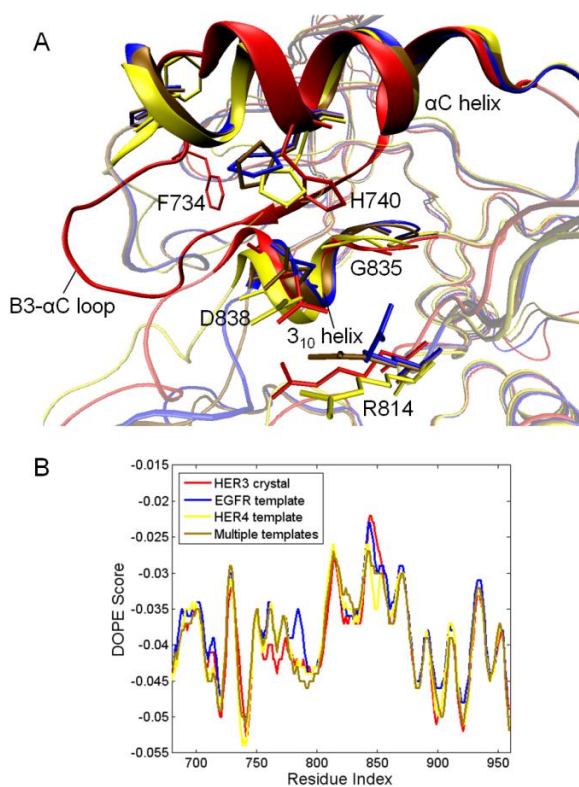 A
αC helix
F734
H740
G835
B3-αC loop
D838
3₁₀ helix
R814
B
-0.015
-0.02
-0.025
-0.03
-0.035
-0.04
-0.045
-0.05
-0.055
DOPE Score
HER3 crystal
EGFR template
HER4 template
Multiple templates
700 750 800 850 900 950
Residue Index